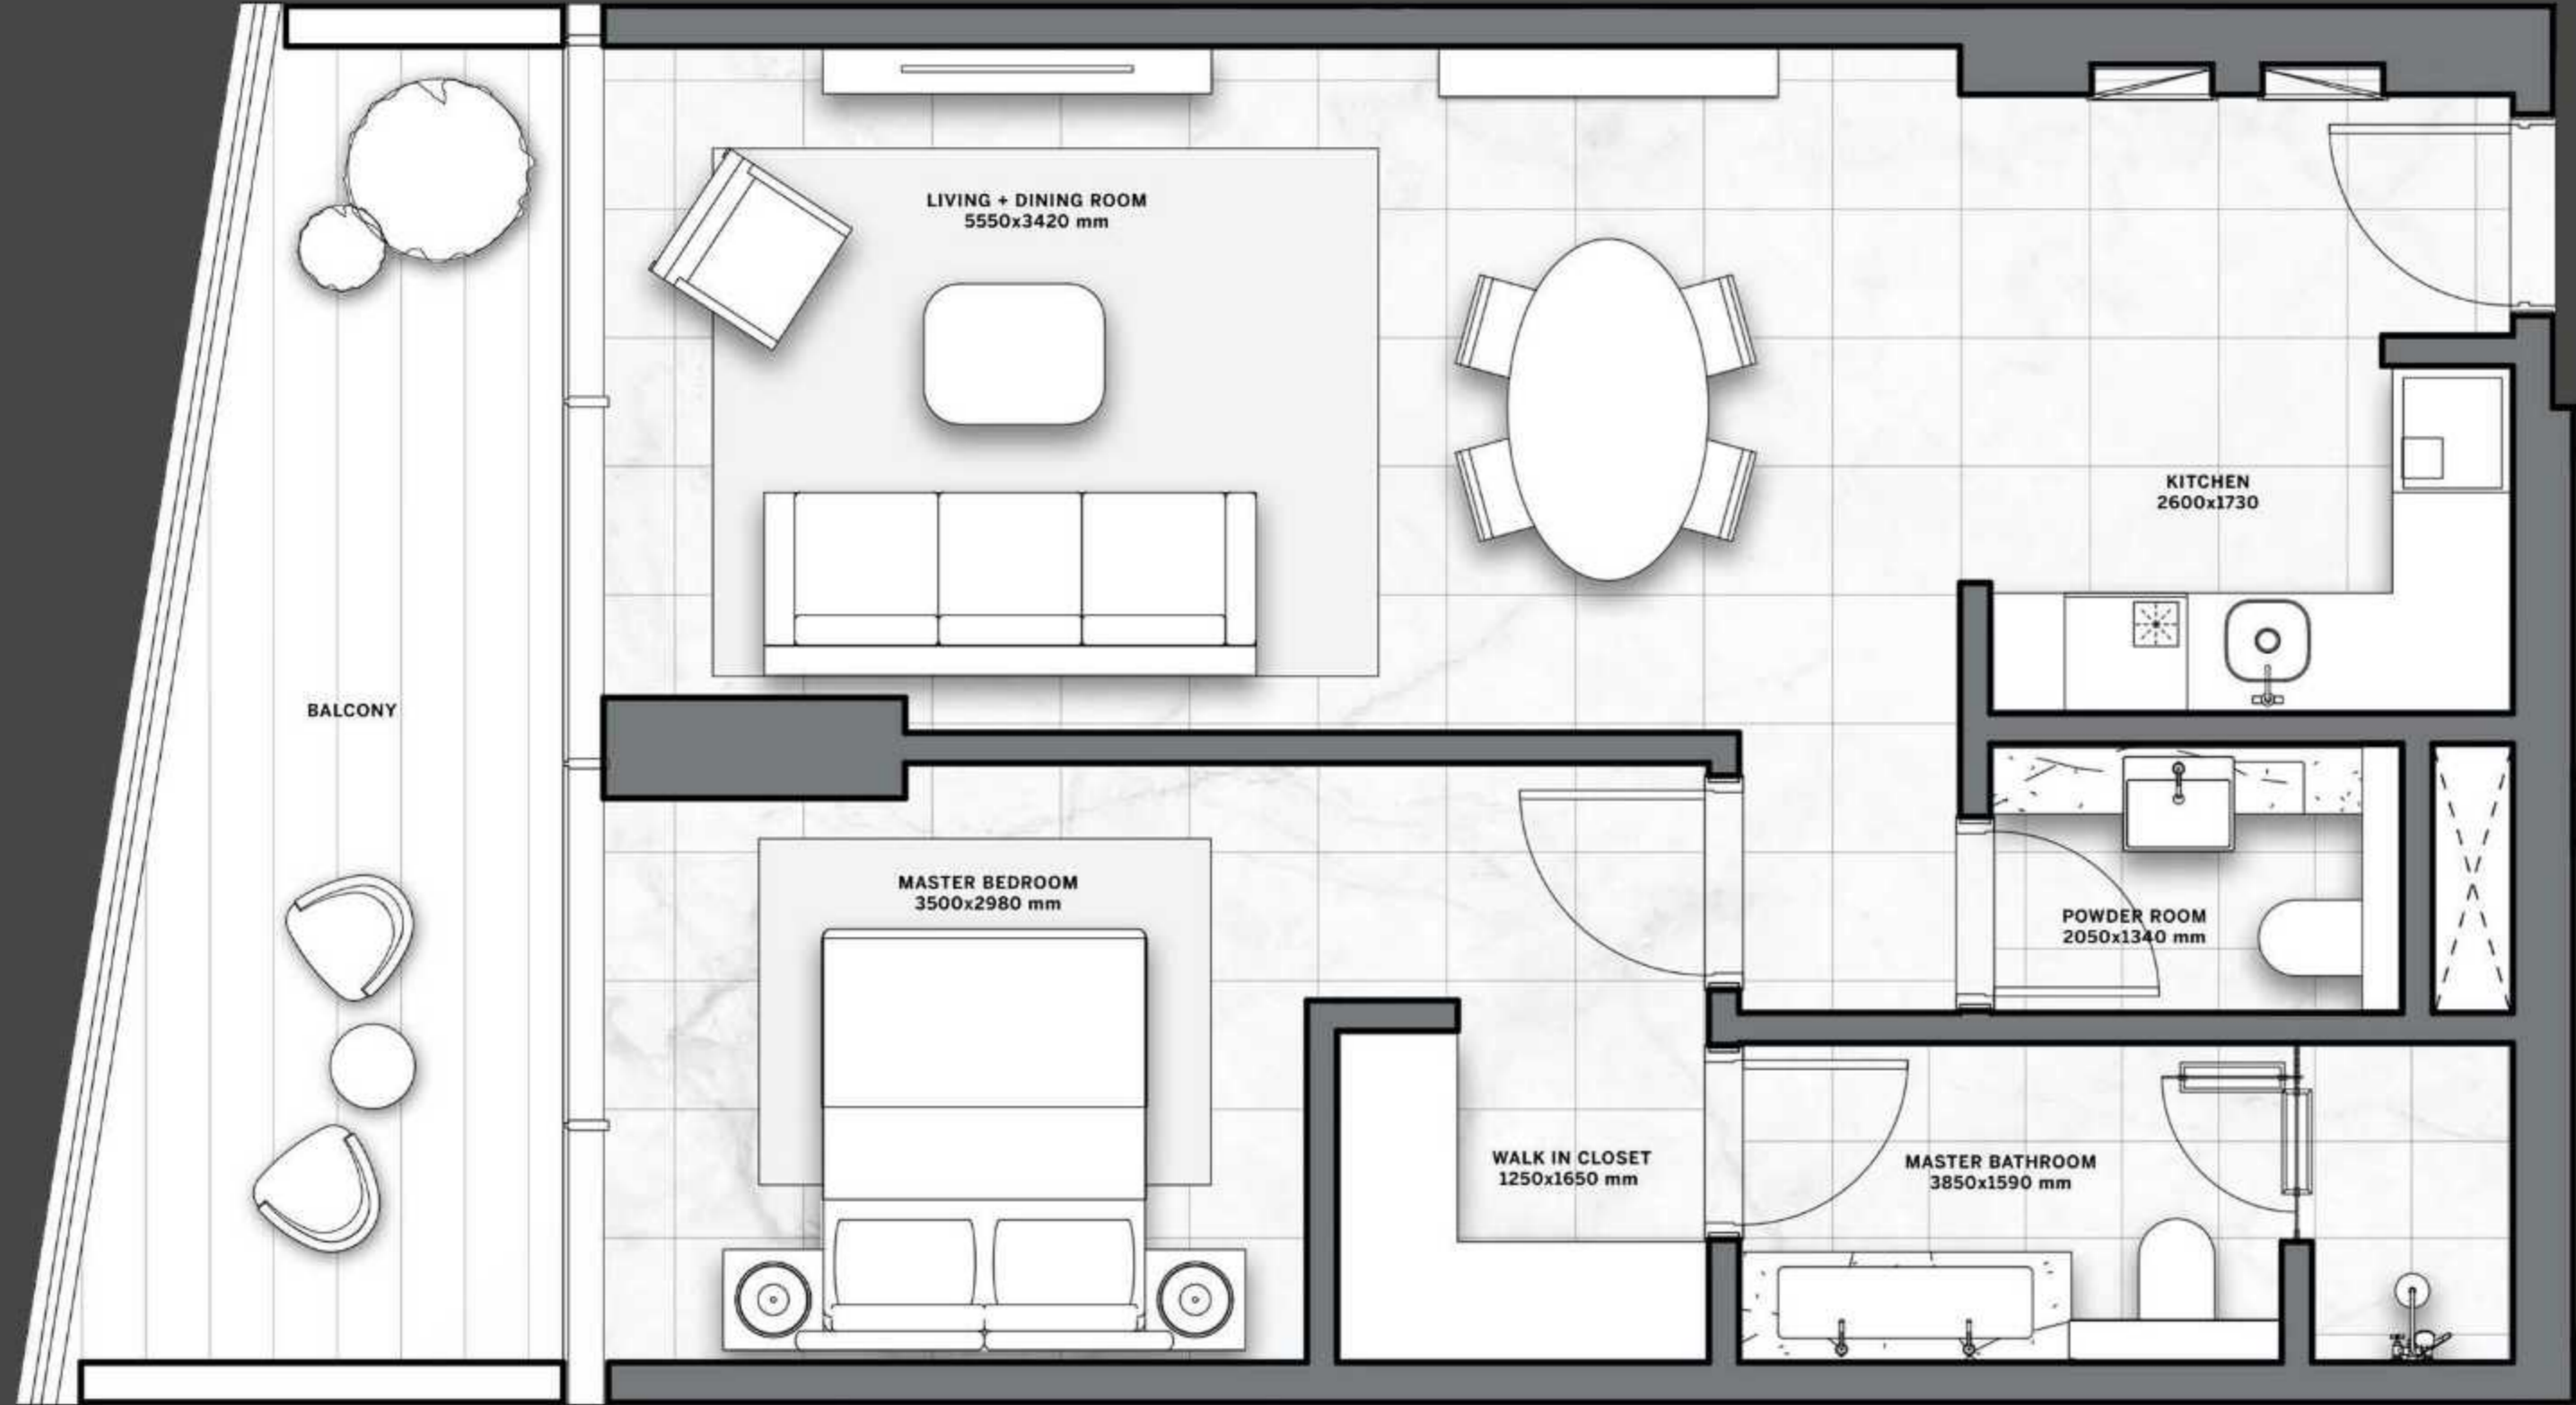 LIVING + DINING ROOM
5550x3420 mm
KITCHEN
2600x1730
BALCONY
MASTER BEDROOM
3500x2980 mm
POWDER ROOM
2050x1340 mm
WALK IN CLOSET
1250x1650 mm
MASTER BATHROOM
3850x1590 mm